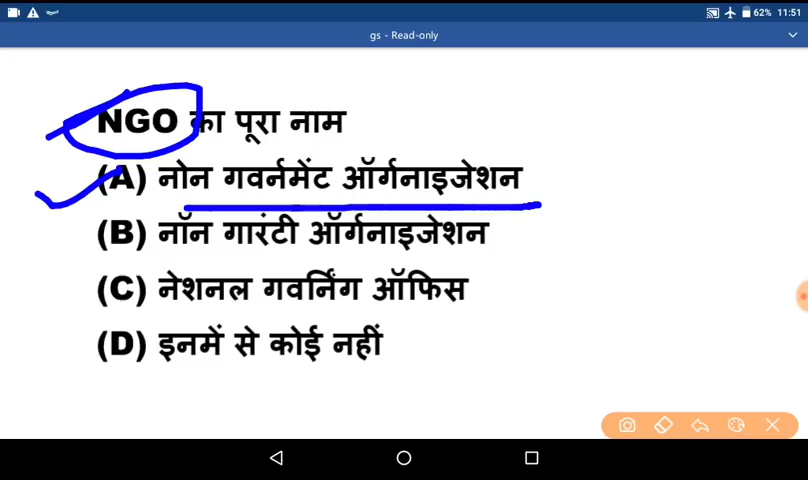 62% 11:51
gs - Read-only
NGO का पूरा नाम
(A) नोन गवर्नमेंट ऑर्गनाइजेशन
(B) नॉन गारंटी ऑर्गनाइजेशन
(C) नेशनल गवर्निंग ऑफिस
(D) इनमें से कोई नहीं